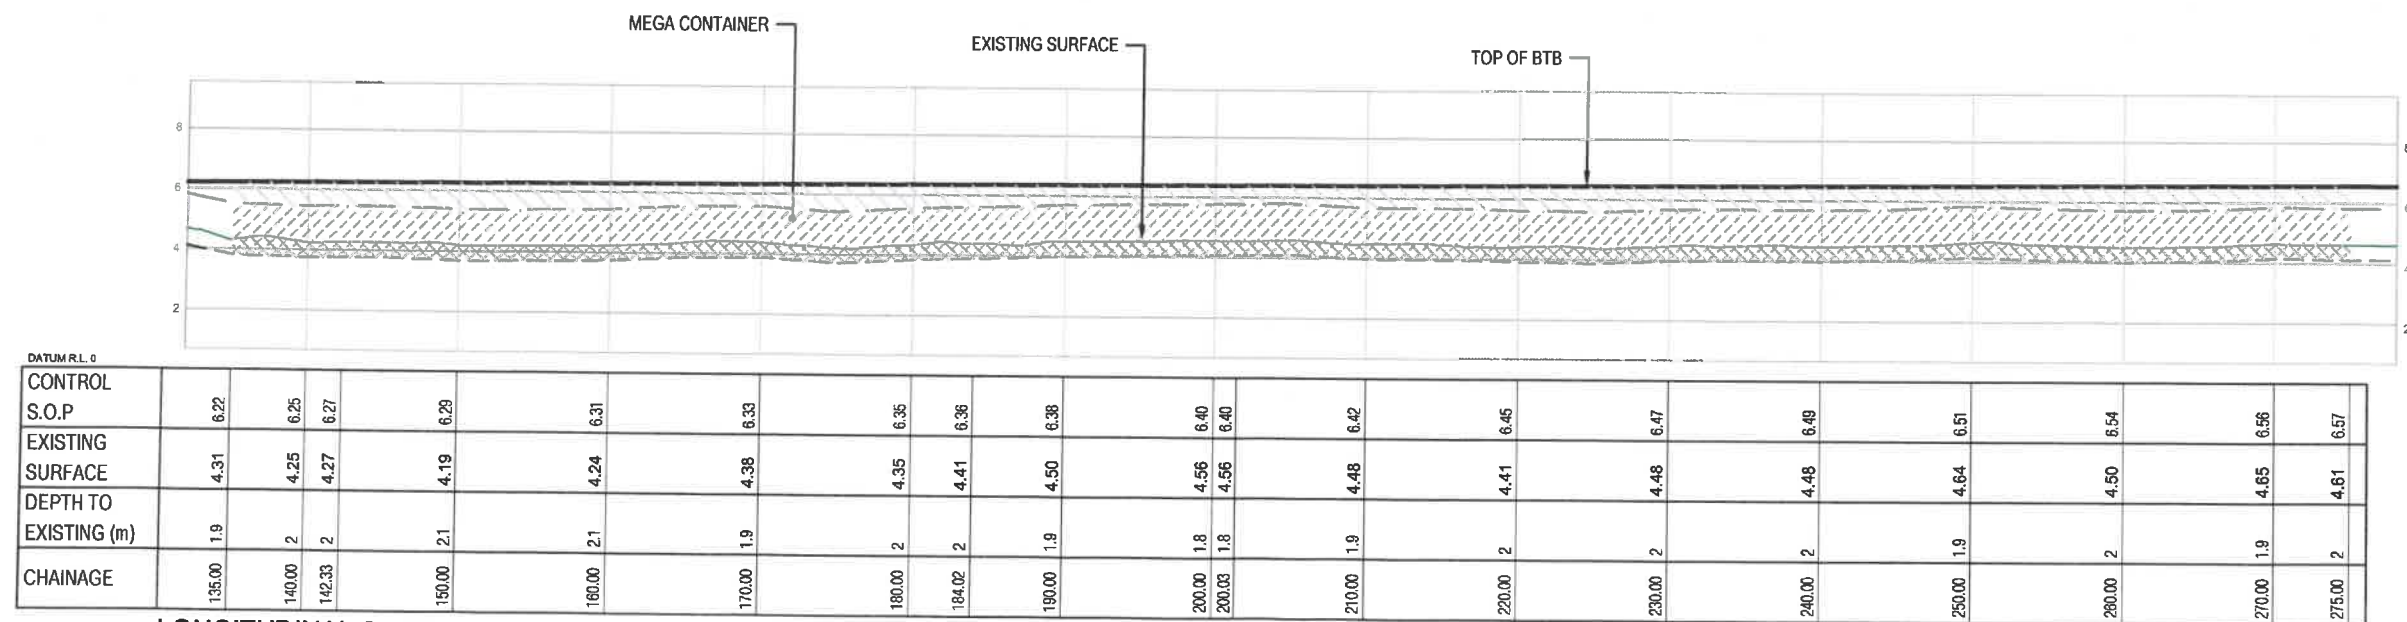 MEGA CONTAINER
EXISTING SURFACE
TOP OF BTB
8
6
4
2
8
6
4
2
DATUM R.L. 0
CONTROL S.O.P 6.22 6.25 6.27 6.29 6.31 6.33 6.35 6.36 6.38 6.40 6.40 6.42 6.45 6.47 6.49 6.51 6.54 6.56 6.57
EXISTING SURFACE 4.31 4.25 4.27 4.19 4.24 4.38 4.35 4.41 4.50 4.56 4.56 4.48 4.41 4.48 4.48 4.64 4.50 4.65 4.61
DEPTH TO EXISTING (m) 1.9 2 2 2.1 2.1 1.9 2 2 1.9 1.8 1.8 1.9 2 2 2 1.9 2 1.9 2
CHAINAGE 135.00 140.00 142.33 150.00 160.00 170.00 180.00 184.02 190.00 200.00 200.03 210.00 220.00 230.00 240.00 250.00 260.00 270.00 275.00